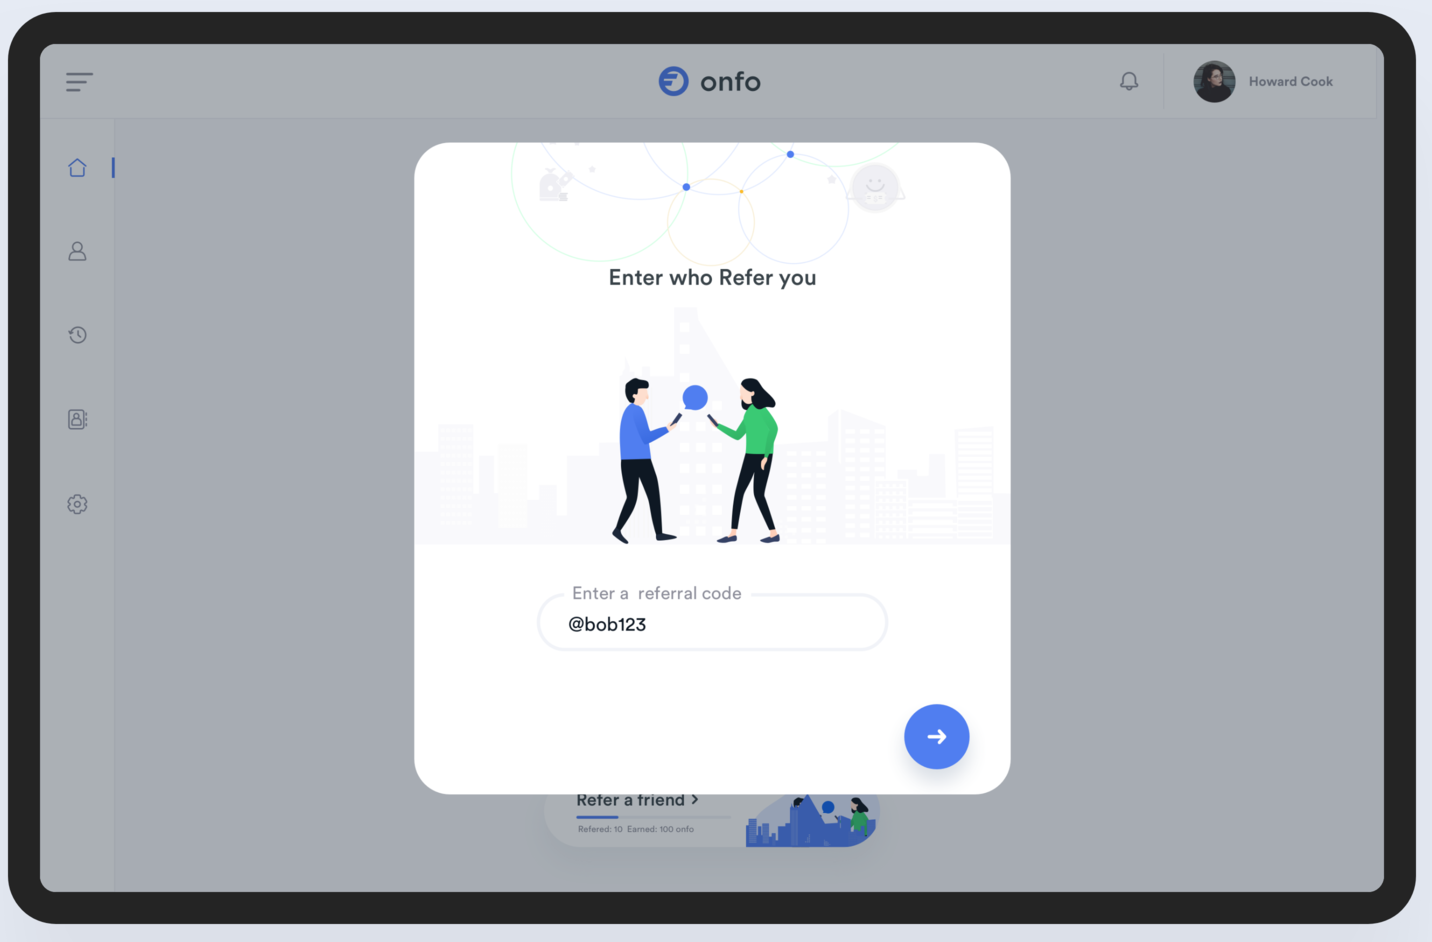 onfo
Howard Cook
Enter who Refer you
Enter a  referral code
@bob123
Refer a friend >
Refered: 10 Earned: 100 onfo